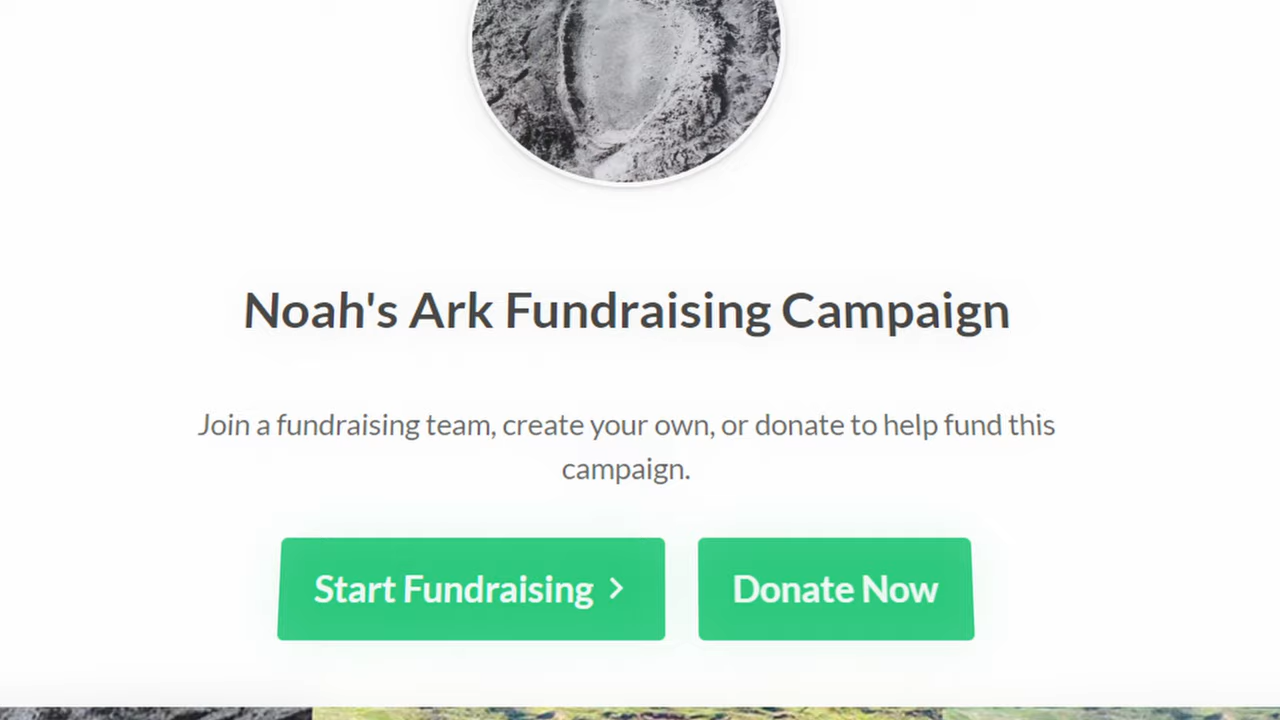 Noah's Ark Fundraising Campaign
Join a fundraising team, create your own, or donate to help fund this
campaign.
Start Fundraising
Donate Now